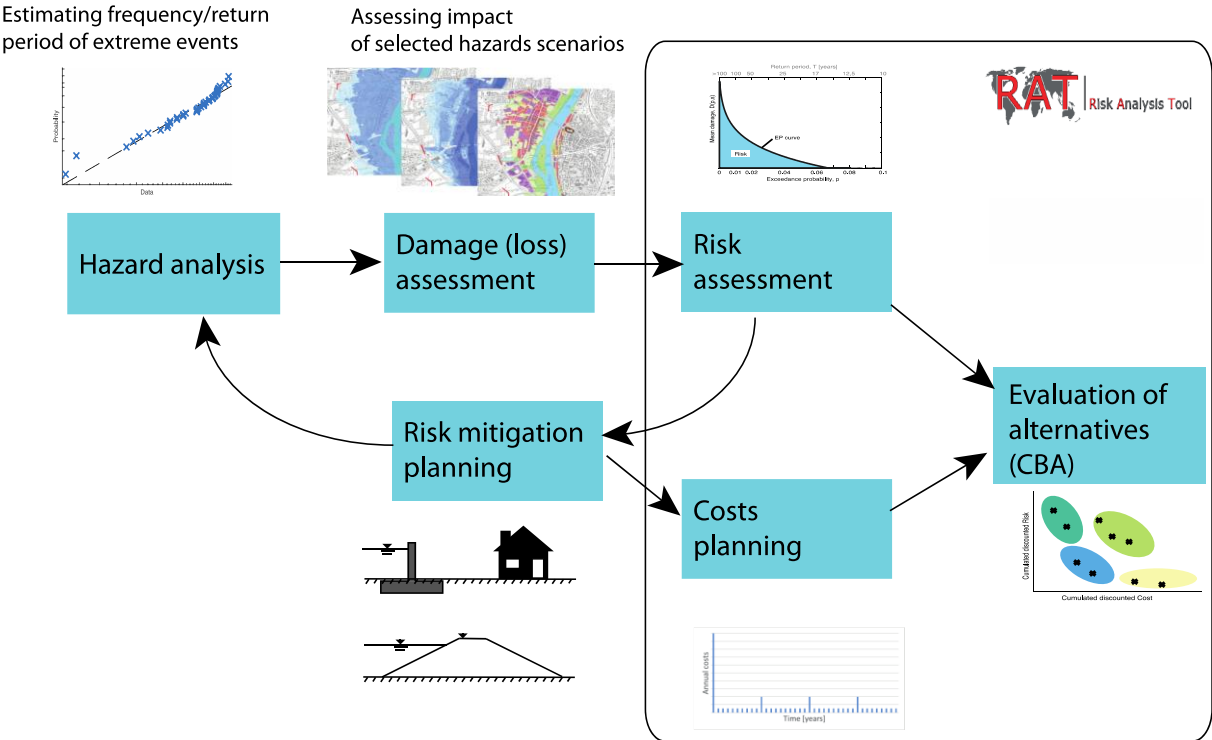 Estimating frequency/return
period of extreme events
Assessing impact
of selected hazards scenarios
Probability
Data
Return period, T (years)
>100 100 50 25 17 12,5 10
Mean damage, D(p,s)
EP curve
Risk
0 0.01 0.02 0.04 0.06 0.08 0.1
Exceedance probability, p
RAT | Risk Analysis Tool
Hazard analysis
Damage (loss)
assessment
Risk
assessment
Risk mitigation
planning
Costs
planning
Evaluation of
alternatives
(CBA)
Cumulated discounted Risk
Cumulated discounted Cost
Annual costs
Time [years]